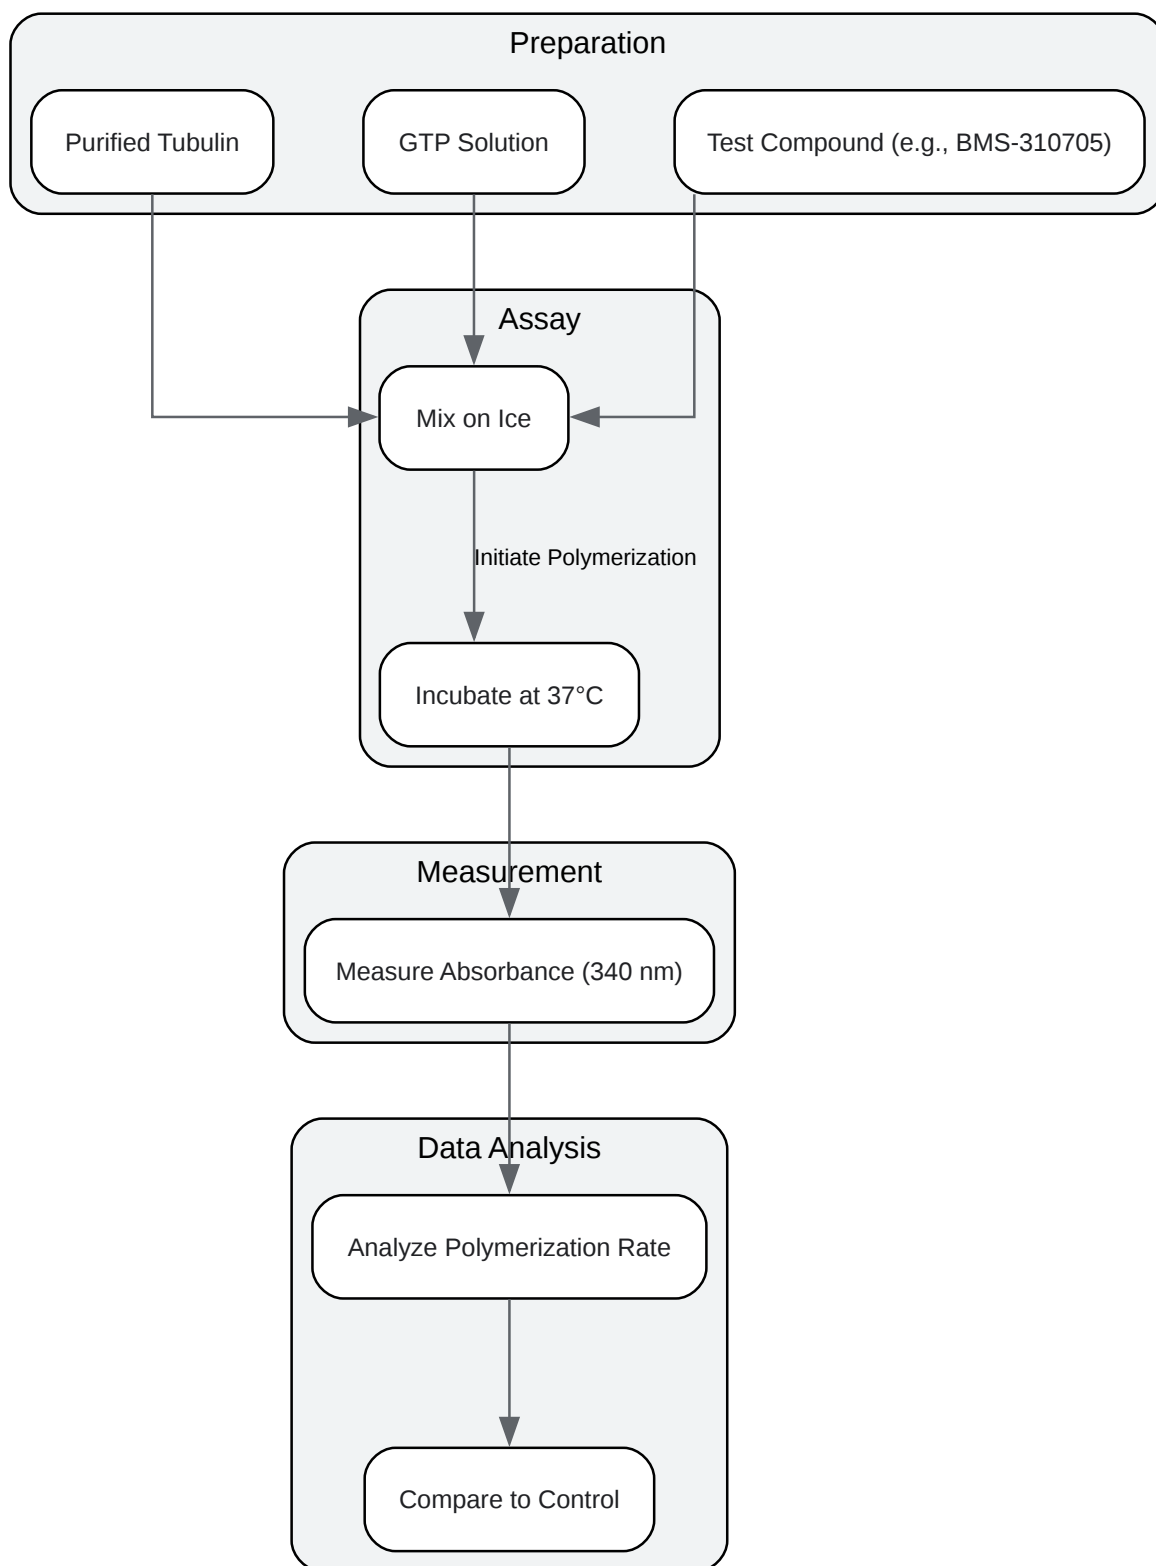 Preparation
Purified Tubulin
GTP Solution
Test Compound (e.g., BMS-310705)
Assay
Mix on Ice
Initiate Polymerization
Incubate at 37°C
Measurement
Measure Absorbance (340 nm)
Data Analysis
Analyze Polymerization Rate
Compare to Control